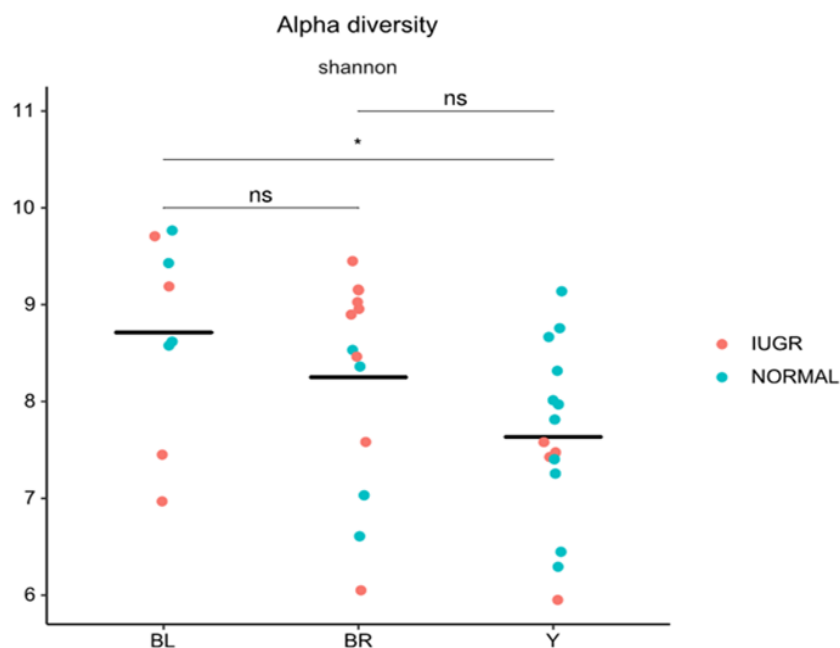 Alpha diversity
shannon
11
ns
*
10
ns
9
8
7
6
IUGR
NORMAL
BL BR Y